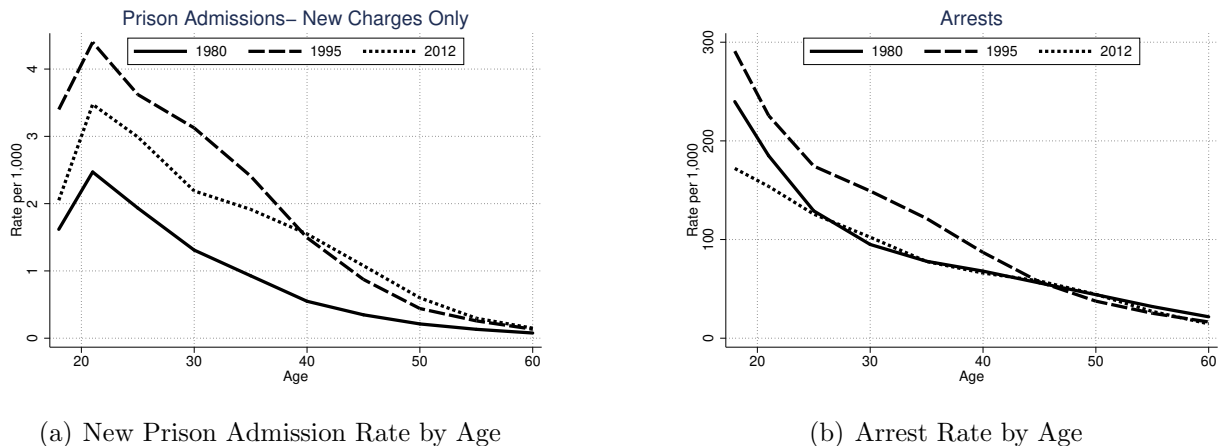 Prison Admissions– New Charges Only
1980 1995 2012
Rate per 1,000
4
3
2
1
0
20 30 40 50 60
Age
(a) New Prison Admission Rate by Age
Arrests
1980 1995 2012
Rate per 1,000
300
200
100
0
20 30 40 50 60
Age
(b) Arrest Rate by Age